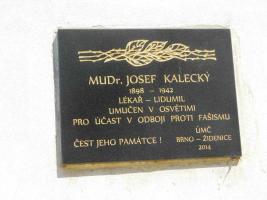 MUDr. JOSEF KALECKÝ
1898 – 1942
LÉKAŘ – LIDUMIL
UMUČEN V OSVĚTIMI
PRO ÚČAST V ODBOJI PROTI FAŠISMU
ÚMČ
ČEST JEHO PAMÁTCE ! BRNO – ŽIDENICE
2014